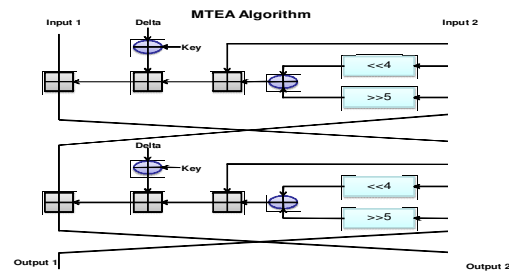 MTEA Algorithm
Input 1
Delta
Input 2
Key
<<4
>>5
Delta
Key
<<4
>>5
Output 1
Output 2